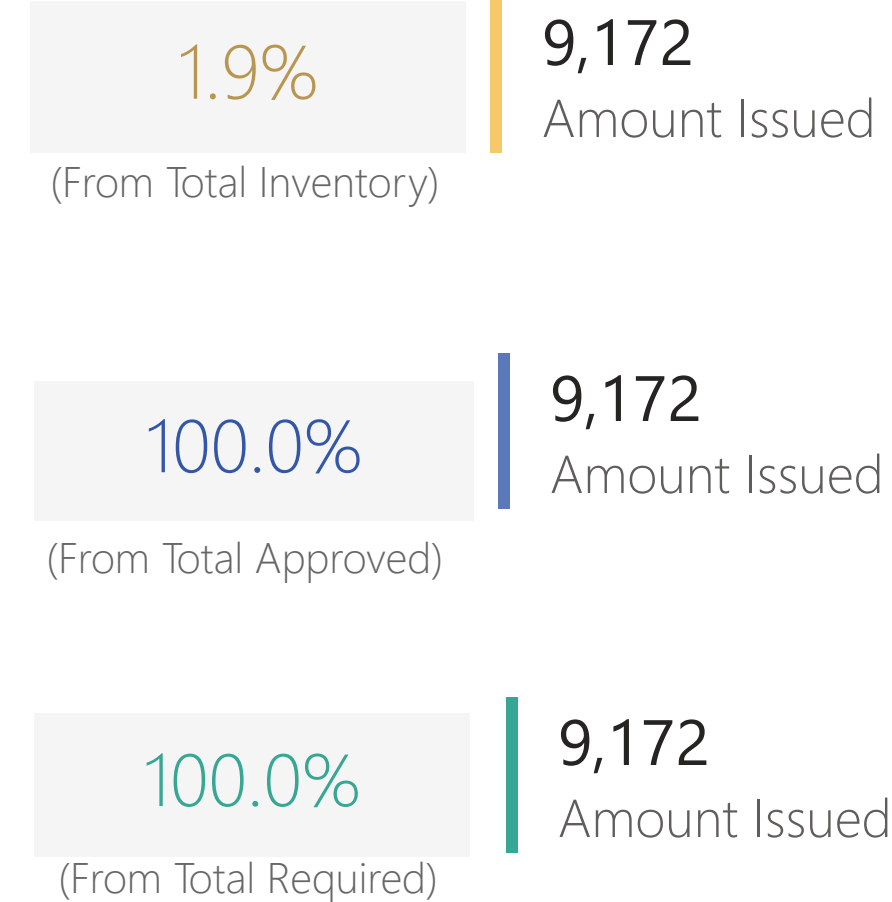 1.9%
9,172
Amount Issued
(From Total Inventory)
9,172
100.0%
Amount Issued
(From Total Approved)
9,172
100.0%
Amount Issued
(From Total Required)